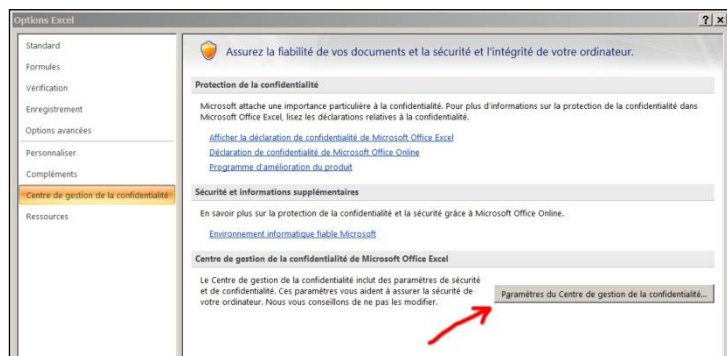 Options Excel
Standard
Formules
Vérification
Enregistrement
Options avancées
Personnaliser
Compléments
Centre de gestion de la confidentialité
Ressources
Assurez la fiabilité de vos documents et la sécurité et l'intégrité de votre ordinateur.
Protection de la confidentialité
Microsoft attache une importance particulière à la confidentialité. Pour plus d'informations sur la protection de la confidentialité dans
Microsoft Office Excel, lisez les déclarations relatives à la confidentialité.
Afficher la déclaration de confidentialité de Microsoft Office Excel
Déclaration de confidentialité de Microsoft Office Online
Programme d'amélioration du produit
Sécurité et informations supplémentaires
En savoir plus sur la protection de la confidentialité et la sécurité grâce à Microsoft Office Online.
Environnement informatique fiable Microsoft
Centre de gestion de la confidentialité de Microsoft Office Excel
Le Centre de gestion de la confidentialité inclut des paramètres de sécurité
et de confidentialité. Ces paramètres vous aident à assurer la sécurité de
votre ordinateur. Nous vous conseillons de ne pas les modifier.
Paramètres du Centre de gestion de la confidentialité...